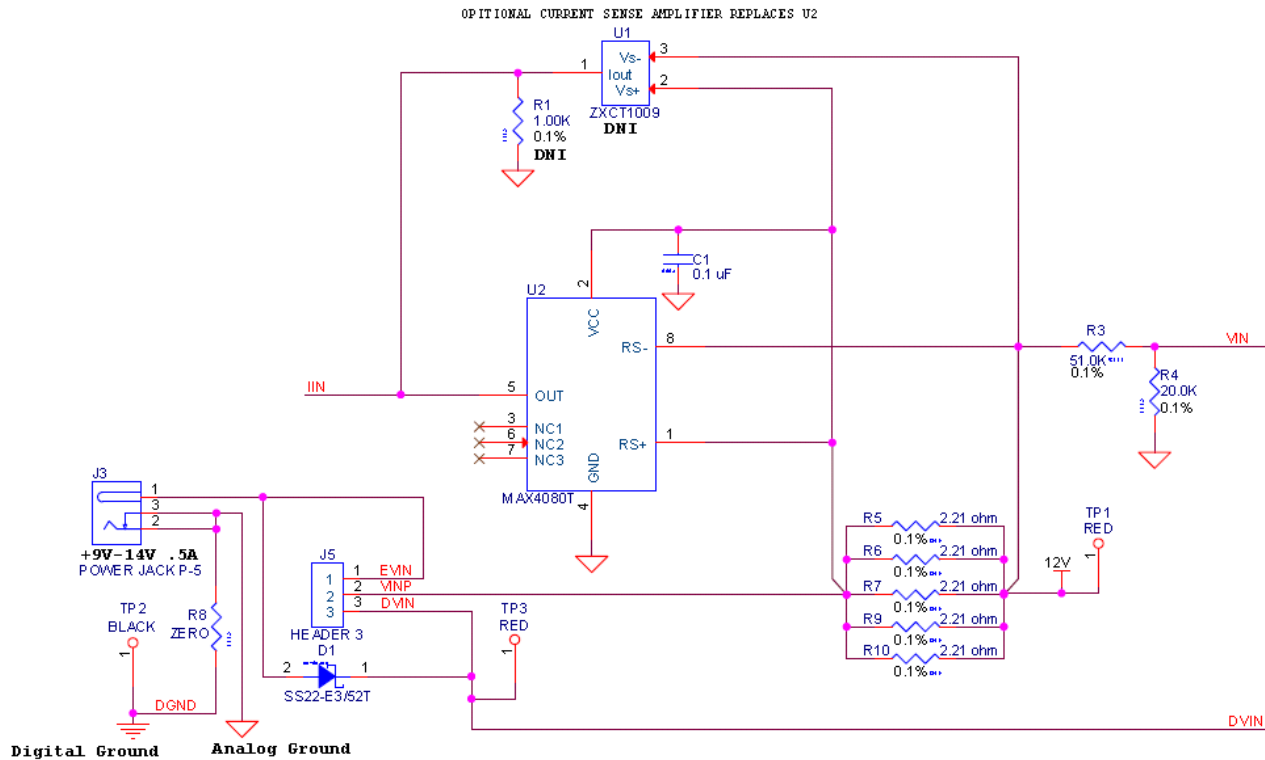 OPITIONAL CURRENT SENSE AMPLIFIER REPLACES U2
U1
Vs-
3
1
Iout
2
Vs+
ZXCT1009
DNI
R1
1.00K
0.1%
DNI
C1
0.1 uF
U2
2
VCC
RS-
8
R3
51.0K
0.1%
VIN
R4
20.0K
0.1%
IIN
5
OUT
3
NC1
6
NC2
7
NC3
RS+
1
GND
4
MAX4080T
J3
1
3
2
+9V-14V .5A
POWER JACK P-5
J5
1
1
EVIN
2
2
VINP
3
3
DVIN
HEADER 3
R5
2.21 ohm
0.1%
R6
2.21 ohm
0.1%
R7
2.21 ohm
0.1%
R9
2.21 ohm
0.1%
R10
2.21 ohm
0.1%
12V
TP1
RED
1
TP2
BLACK
1
R8
ZERO
D1
2
1
SS22-E3/52T
TP3
RED
1
DGND
DVIN
Digital Ground
Analog Ground